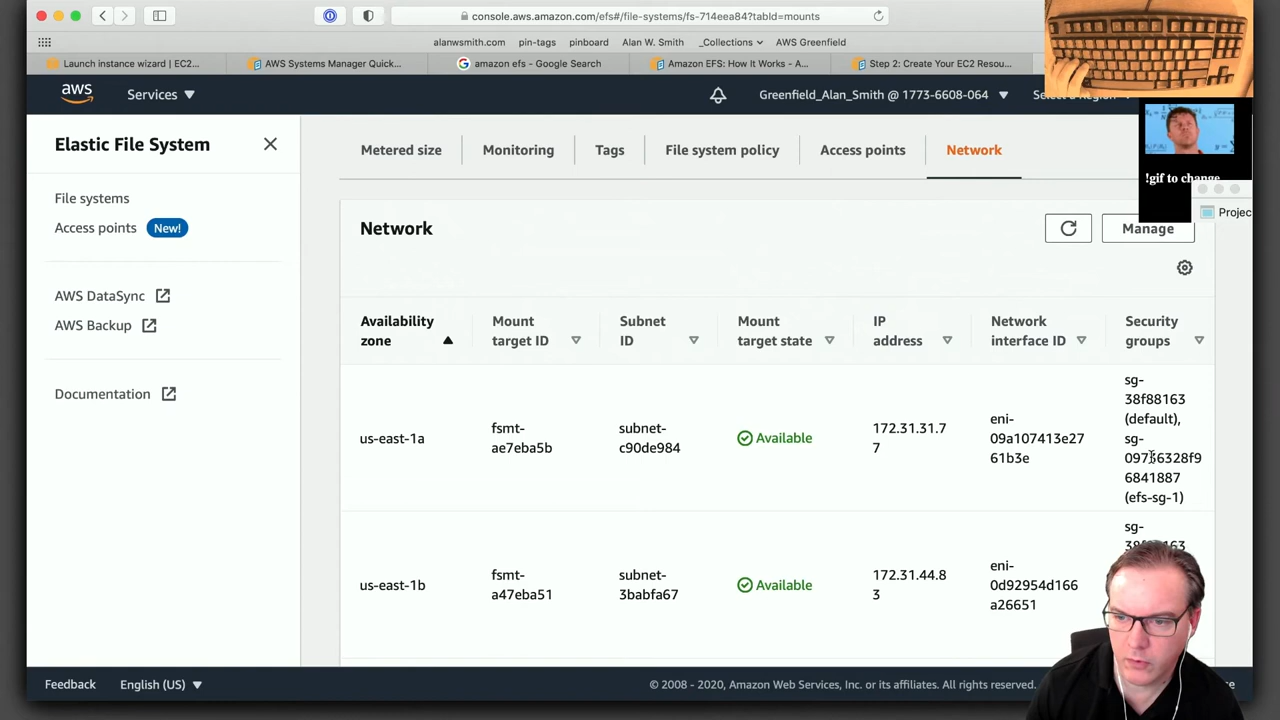 console.aws.amazon.com/efs#/file-systems/fs-714eea84?tabId=mounts
alanwsmith.com pin-tags pinboard Alan W. Smith _Collections AWS Greenfield
Launch instance wizard | EC2... AWS Systems Manager Quick... amazon efs - Google Search Amazon EFS: How It Works - A... Step 2: Create Your EC2 Resou...
aws Services Greenfield_Alan_Smith @ 1773-6608-064
Elastic File System
File systems
Access points New!
AWS DataSync
AWS Backup
Documentation
Metered size Monitoring Tags File system policy Access points Network
!gif to change
Projec
Network Manage
Availability zone
Mount target ID
Subnet ID
Mount target state
IP address
Network interface ID
Security groups
us-east-1a
fsmt-
ae7eba5b
subnet-
c90de984
Available
172.31.31.7
7
eni-
09a107413e27
61b3e
sg-
38f88163
(default),
sg-
6328f9
6841887
(efs-sg-1)
us-east-1b
fsmt-
a47eba51
subnet-
3babfa67
Available
172.31.44.8
3
eni-
0d92954d166
a26651
sg-
Feedback English (US) © 2008 - 2020, Amazon Web Services, Inc. or its affiliates. All rights reserved.